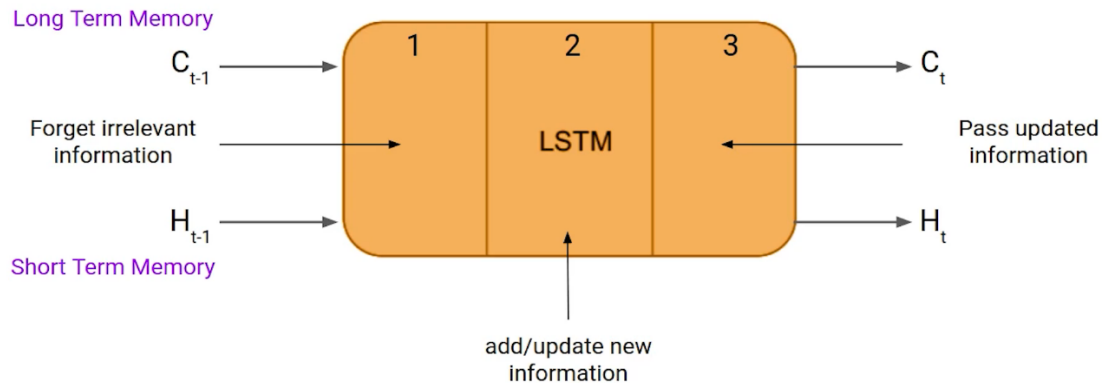 Long Term Memory
1
2
3
C t-1
C t
Forget irrelevant
information
LSTM
Pass updated
information
H t-1
H t
Short Term Memory
add/update new
information